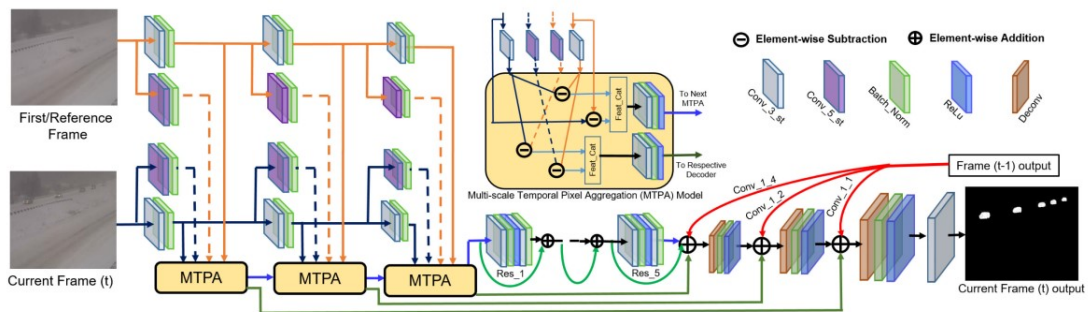 First/Reference
Frame
Current Frame (t)
MTPA
MTPA
MTPA
Feat_Cat
Feat_Cat
To Next
MTPA
To Respective
Decoder
Multi-scale Temporal Pixel Aggregation (MTPA) Model
Element-wise Subtraction
Element-wise Addition
Conv_3_st
Conv_5_st
Batch_Norm
ReLu
Deconv
Res_1
Res_5
Conv_1_4
Conv_1_2
Conv_1_1
Frame (t-1) output
Current Frame (t) output